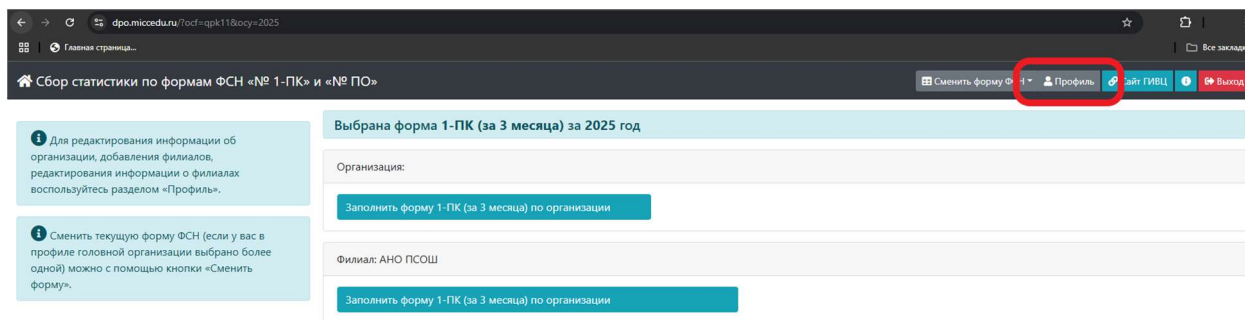 dpo.miccedu.ru/?ocf=qpk11&ocy=2025
Главная страница...
Все закладк
Сбор статистики по формам ФСН «№ 1-ПК» и «№ ПО»
Сменить форму Ф Н
Профиль
Сайт ГИВЦ
Выход
Для редактирования информации об
организации, добавления филиалов,
редактирования информации о филиалах
воспользуйтесь разделом «Профиль».
Сменить текущую форму ФСН (если у вас в
профиле головной организации выбрано более
одной) можно с помощью кнопки «Сменить
форму».
Выбрана форма 1-ПК (за 3 месяца) за 2025 год
Организация:
Заполнить форму 1-ПК (за 3 месяца) по организации
Филиал: АНО ПСОШ
Заполнить форму 1-ПК (за 3 месяца) по организации